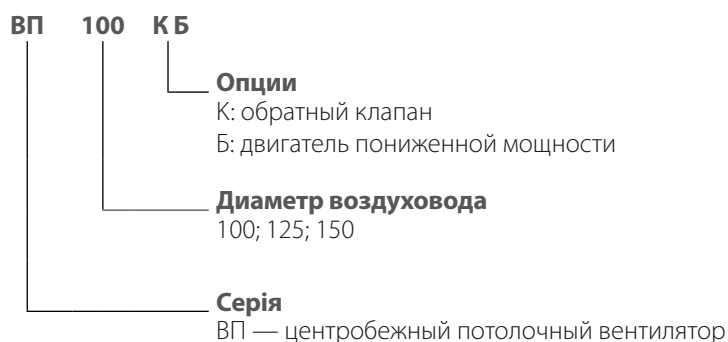 ВП 100 К Б
Опции
К: обратный клапан
Б: двигатель пониженной мощности
Диаметр воздуховода
100; 125; 150
Серія
ВП — центробежный потолочный вентилятор